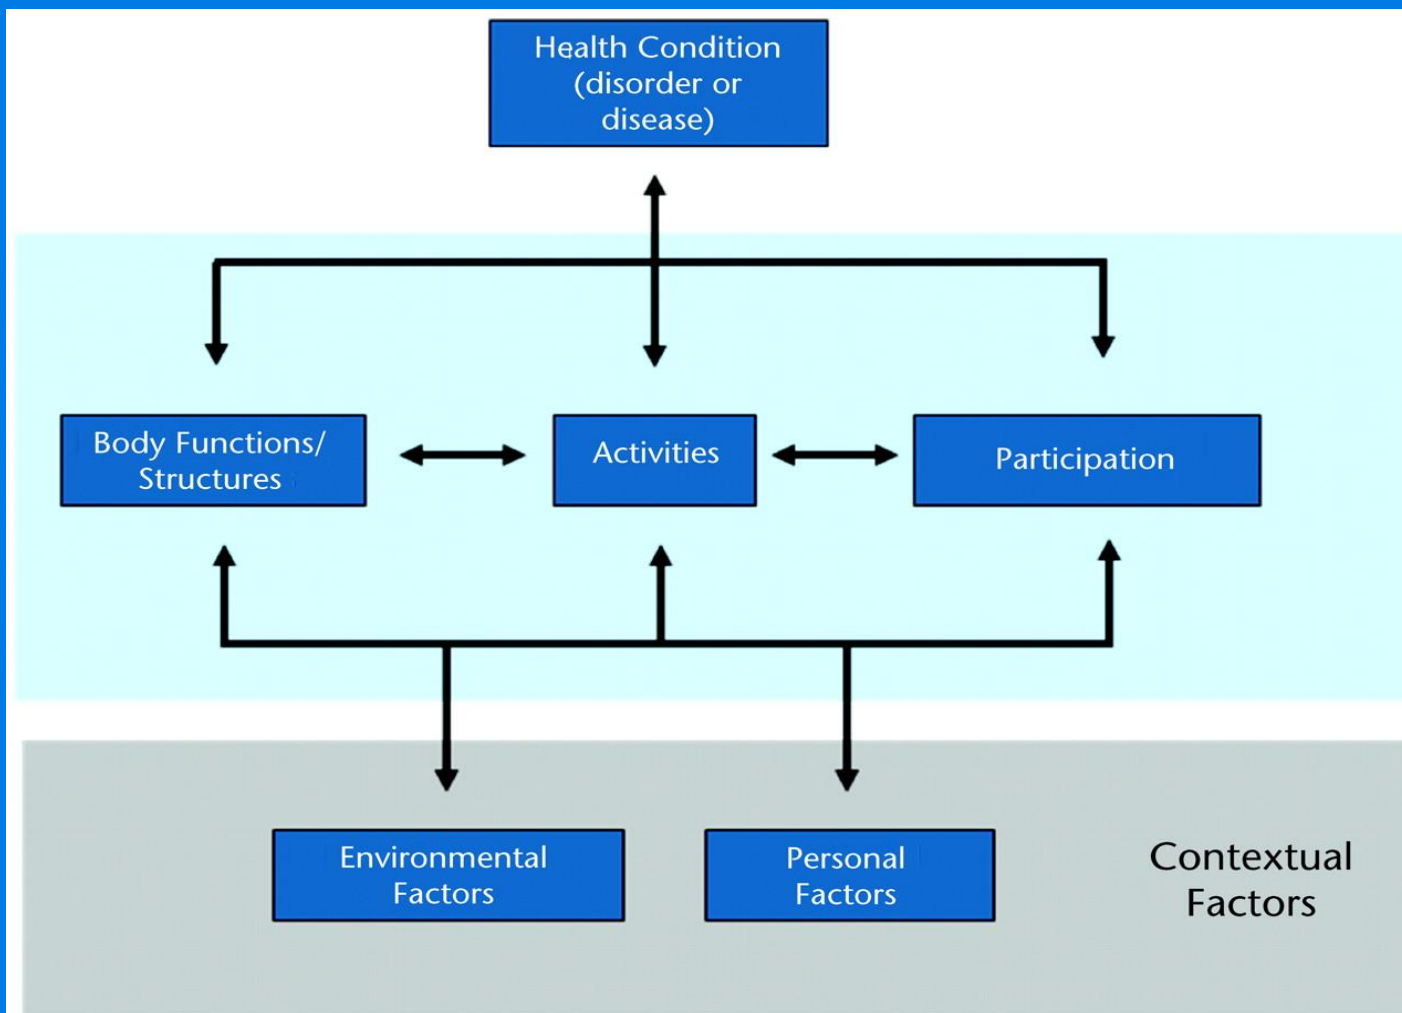 Health Condition
(disorder or
disease)
Body Functions/
Structures
Activities
Participation
Environmental
Factors
Personal
Factors
Contextual
Factors